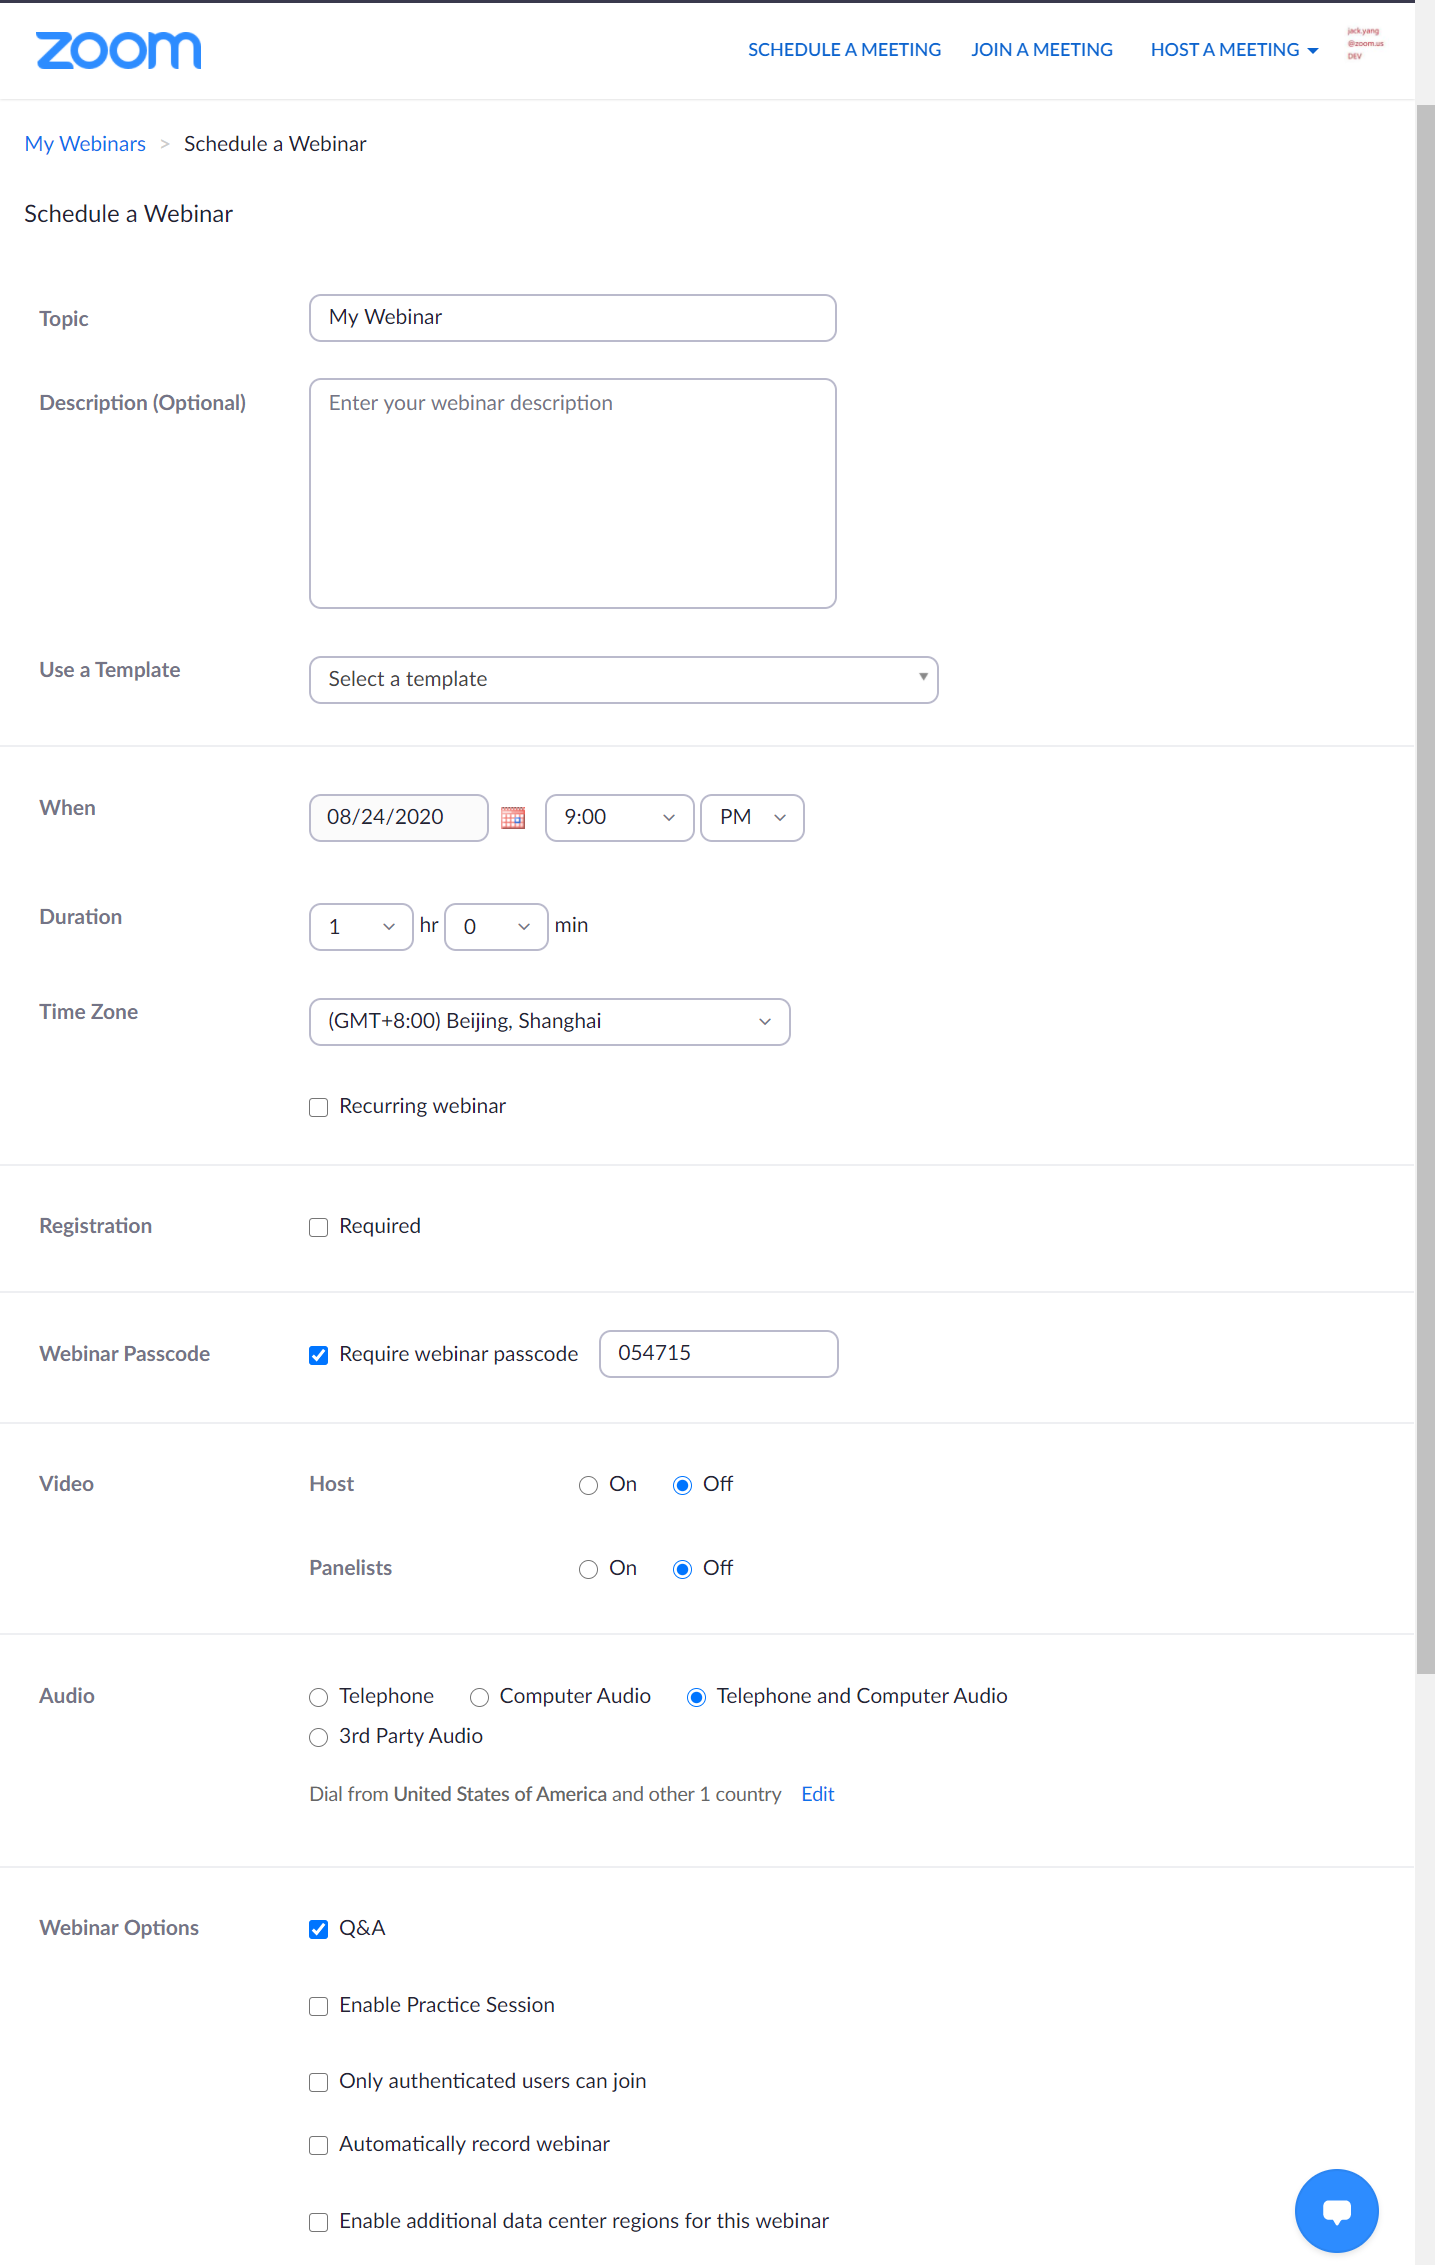 zoom
SCHEDULE A MEETING JOIN A MEETING HOST A MEETING
jack.yang
@zoom.us
DEV
My Webinars > Schedule a Webinar
Schedule a Webinar
Topic My Webinar
Description (Optional) Enter your webinar description
Use a Template Select a template
When 08/24/2020 9:00 PM
Duration 1 hr 0 min
Time Zone (GMT+8:00) Beijing, Shanghai
Recurring webinar
Registration Required
Webinar Passcode Require webinar passcode 054715
Video Host On Off
Panelists On Off
Audio Telephone Computer Audio Telephone and Computer Audio
3rd Party Audio
Dial from United States of America and other 1 country Edit
Webinar Options Q&A
Enable Practice Session
Only authenticated users can join
Automatically record webinar
Enable additional data center regions for this webinar